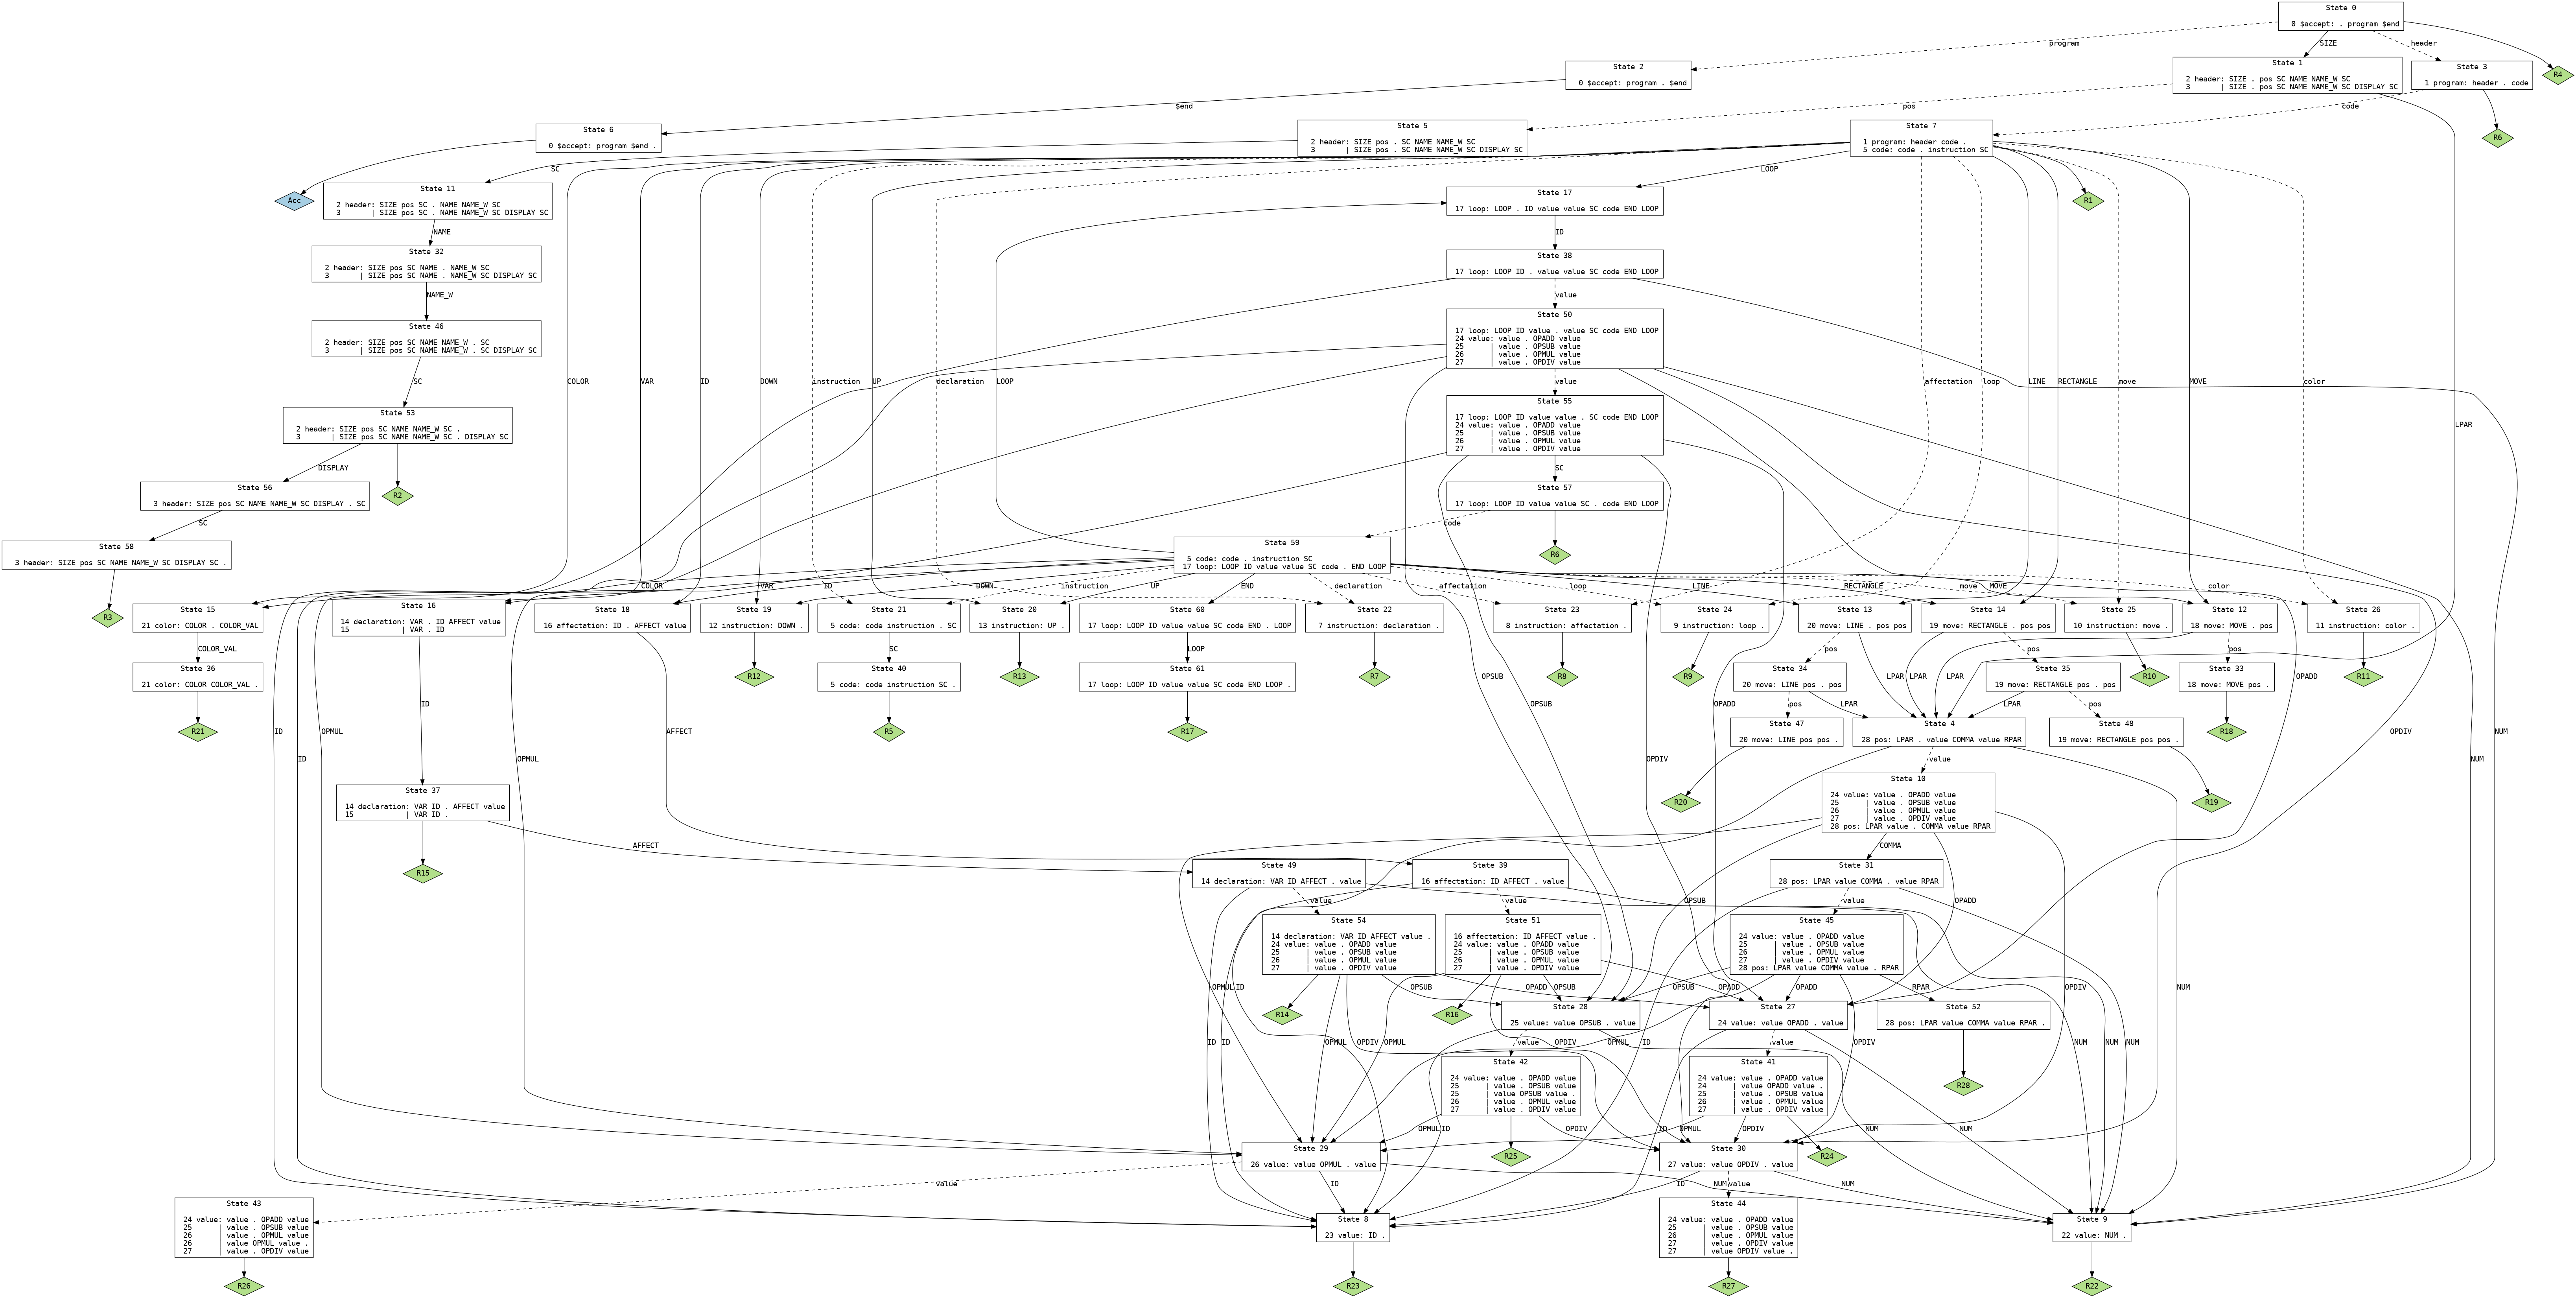 State 0
0 $accept: . program $end
program
SIZE
header
State 2
0 $accept: program . $end
State 1
2 header: SIZE . pos SC NAME NAME_W SC
3 | SIZE . pos SC NAME NAME_W SC DISPLAY SC
State 3
1 program: header . code
R4
$end
pos
code
State 6
0 $accept: program $end .
State 5
2 header: SIZE pos . SC NAME NAME_W SC
3 | SIZE pos . SC NAME NAME_W SC DISPLAY SC
State 7
1 program: header code .
5 code: code . instruction SC
R6
SC
LOOP
Acc
State 11
2 header: SIZE pos SC . NAME NAME_W SC
3 | SIZE pos SC . NAME NAME_W SC DISPLAY SC
State 17
17 loop: LOOP . ID value value SC code END LOOP
R1
NAME
ID
State 32
2 header: SIZE pos SC NAME . NAME_W SC
3 | SIZE pos SC NAME . NAME_W SC DISPLAY SC
State 38
17 loop: LOOP ID . value value SC code END LOOP
NAME_W
value
State 46
2 header: SIZE pos SC NAME NAME_W . SC
3 | SIZE pos SC NAME NAME_W . SC DISPLAY SC
State 50
17 loop: LOOP ID value . value SC code END LOOP
24 value: value . OPADD value
25 | value . OPSUB value
26 | value . OPMUL value
27 | value . OPDIV value
SC
COLOR
VAR
ID
DOWN
instruction
UP
declaration
LOOP
value
affectation
loop
LINE
RECTANGLE
move
MOVE
color
State 53
2 header: SIZE pos SC NAME NAME_W SC .
3 | SIZE pos SC NAME NAME_W SC . DISPLAY SC
State 55
17 loop: LOOP ID value value . SC code END LOOP
24 value: value . OPADD value
25 | value . OPSUB value
26 | value . OPMUL value
27 | value . OPDIV value
LPAR
DISPLAY
SC
State 56
3 header: SIZE pos SC NAME NAME_W SC DISPLAY . SC
R2
State 57
17 loop: LOOP ID value value SC . code END LOOP
SC
code
State 58
3 header: SIZE pos SC NAME NAME_W SC DISPLAY SC .
State 59
5 code: code . instruction SC
17 loop: LOOP ID value value SC code . END LOOP
R6
COLOR
VAR
ID
DOWN
instruction
UP
END
declaration
affectation
loop
LINE
RECTANGLE
move
MOVE
color
R3
State 15
21 color: COLOR . COLOR_VAL
State 16
14 declaration: VAR . ID AFFECT value
15 | VAR . ID
State 18
16 affectation: ID . AFFECT value
State 19
12 instruction: DOWN .
State 21
5 code: code instruction . SC
State 20
13 instruction: UP .
State 60
17 loop: LOOP ID value value SC code END . LOOP
State 22
7 instruction: declaration .
State 23
8 instruction: affectation .
State 24
9 instruction: loop .
State 13
20 move: LINE . pos pos
State 14
19 move: RECTANGLE . pos pos
State 25
10 instruction: move .
State 12
18 move: MOVE . pos
State 26
11 instruction: color .
COLOR_VAL
SC
LOOP
pos
pos
pos
State 36
21 color: COLOR COLOR_VAL .
R12
State 40
5 code: code instruction SC .
R13
State 61
17 loop: LOOP ID value value SC code END LOOP .
R7
R8
R9
State 34
20 move: LINE pos . pos
LPAR
LPAR
LPAR
State 35
19 move: RECTANGLE pos . pos
R10
State 33
18 move: MOVE pos .
R11
OPSUB
OPSUB
OPADD
OPADD
ID
pos
LPAR
LPAR
pos
R21
ID
ID
OPMUL
AFFECT
R5
R17
State 47
20 move: LINE pos pos .
State 4
28 pos: LPAR . value COMMA value RPAR
State 48
19 move: RECTANGLE pos pos .
R18
OPDIV
NUM
OPMUL
OPDIV
value
NUM
State 37
14 declaration: VAR ID . AFFECT value
15 | VAR ID .
R20
State 10
24 value: value . OPADD value
25 | value . OPSUB value
26 | value . OPMUL value
27 | value . OPDIV value
28 pos: LPAR value . COMMA value RPAR
R19
AFFECT
COMMA
R15
State 49
14 declaration: VAR ID AFFECT . value
State 39
16 affectation: ID AFFECT . value
State 31
28 pos: LPAR value COMMA . value RPAR
value
value
OPSUB
value
OPADD
State 54
14 declaration: VAR ID AFFECT value .
24 value: value . OPADD value
25 | value . OPSUB value
26 | value . OPMUL value
27 | value . OPDIV value
State 51
16 affectation: ID AFFECT value .
24 value: value . OPADD value
25 | value . OPSUB value
26 | value . OPMUL value
27 | value . OPDIV value
State 45
24 value: value . OPADD value
25 | value . OPSUB value
26 | value . OPMUL value
27 | value . OPDIV value
28 pos: LPAR value COMMA value . RPAR
OPMUL
ID
OPSUB
OPADD
OPSUB
OPADD
OPSUB
OPADD
RPAR
OPDIV
NUM
R14
R16
State 28
25 value: value OPSUB . value
State 27
24 value: value OPADD . value
State 52
28 pos: LPAR value COMMA value RPAR .
ID
ID
OPMUL
OPDIV
OPMUL
value
OPDIV
OPMUL
ID
value
OPDIV
NUM
NUM
NUM
State 42
24 value: value . OPADD value
25 | value . OPSUB value
25 | value OPSUB value .
26 | value . OPMUL value
27 | value . OPDIV value
State 41
24 value: value . OPADD value
24 | value OPADD value .
25 | value . OPSUB value
26 | value . OPMUL value
27 | value . OPDIV value
R28
OPMUL
ID
OPDIV
ID
OPMUL
OPDIV
NUM
NUM
State 29
26 value: value OPMUL . value
R25
State 30
27 value: value OPDIV . value
R24
value
ID
NUM
ID
value
NUM
State 43
24 value: value . OPADD value
25 | value . OPSUB value
26 | value . OPMUL value
26 | value OPMUL value .
27 | value . OPDIV value
State 8
23 value: ID .
State 44
24 value: value . OPADD value
25 | value . OPSUB value
26 | value . OPMUL value
27 | value . OPDIV value
27 | value OPDIV value .
State 9
22 value: NUM .
R26
R23
R27
R22